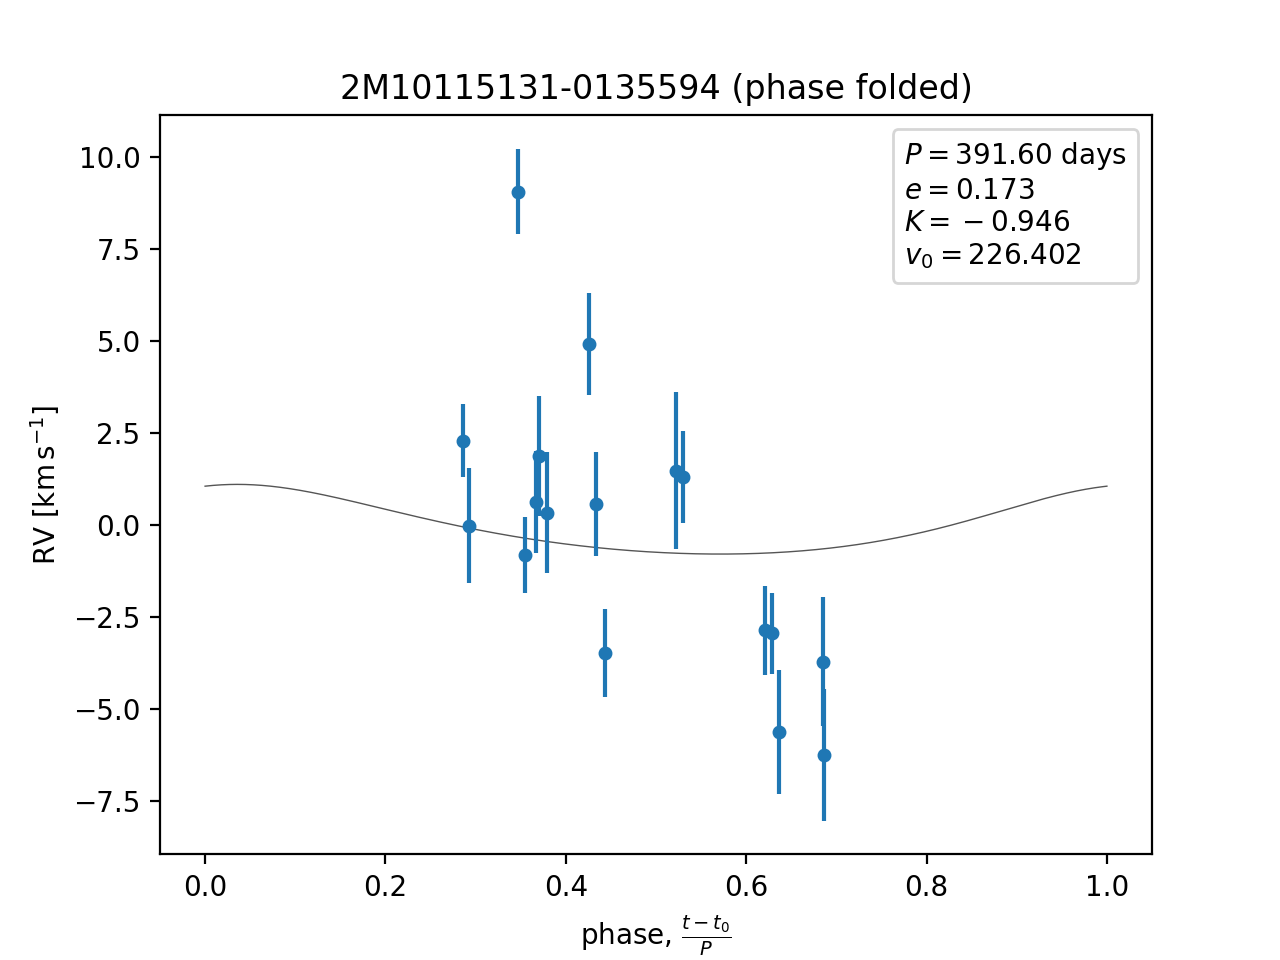 2M10115131-0135594 (phase folded)
P = 391.60 days
e = 0.173
K = −0.946
v₀ = 226.402
10.0
7.5
5.0
2.5
0.0
−2.5
−5.0
−7.5
RV [km s⁻¹]
0.0 0.2 0.4 0.6 0.8 1.0
phase, (t − t₀)/P